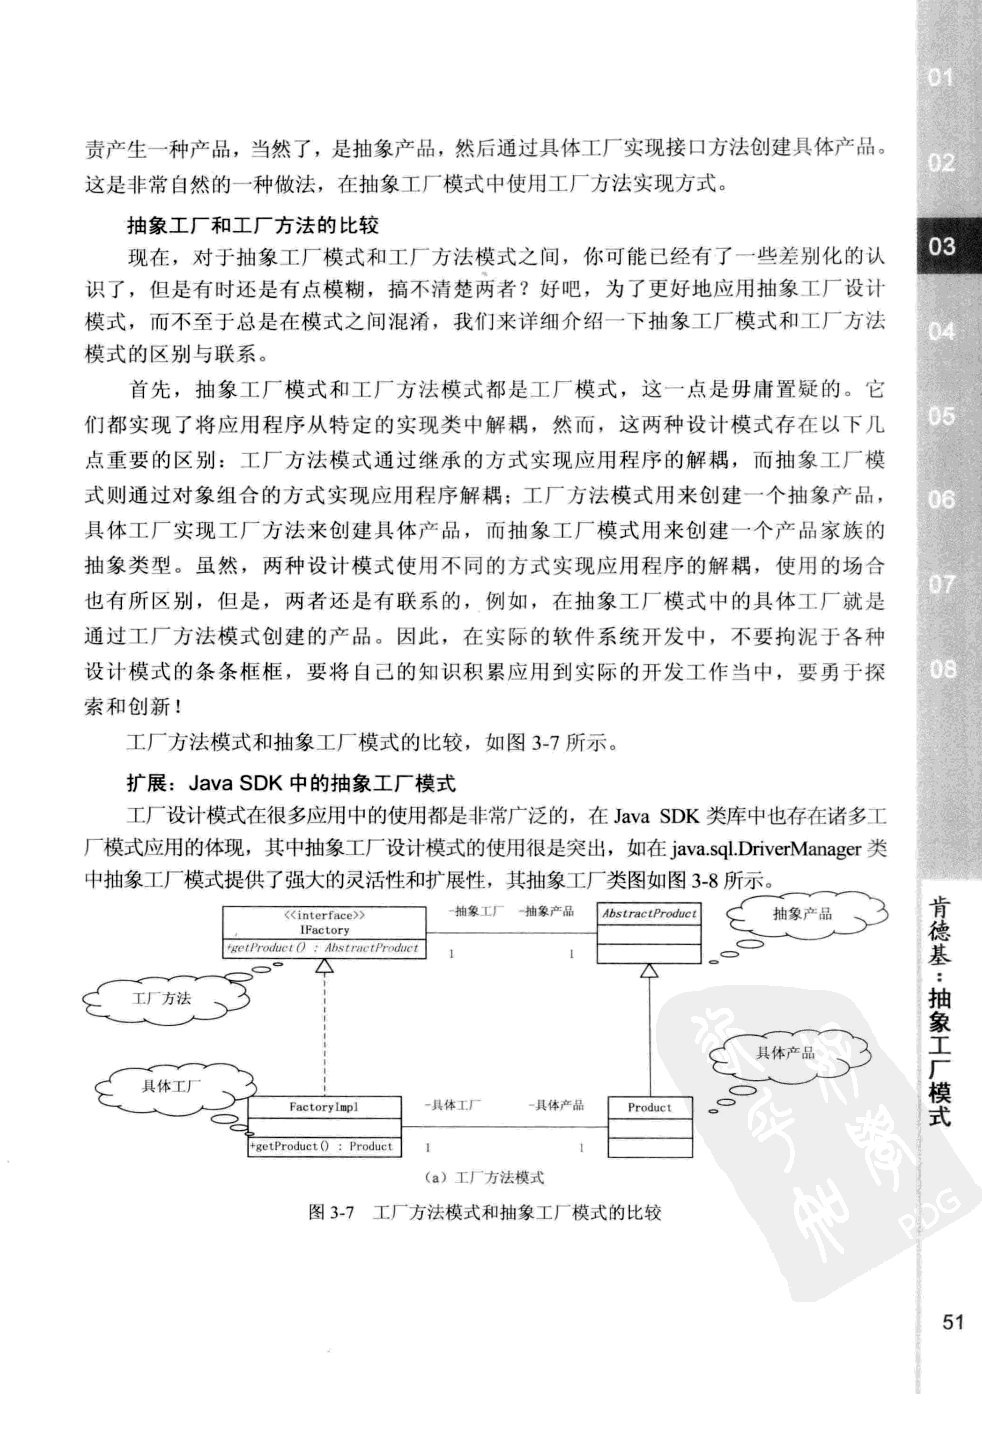 01
责产生一种产品，当然了，是抽象产品，然后通过具体工厂实现接口方法创建具体产品。
02
这是非常自然的一种做法，在抽象工厂模式中使用工厂方法实现方式。
抽象工厂和工厂方法的比较
03
现在，对于抽象工厂模式和工厂方法模式之间，你可能已经有了一些差别化的认
识了，但是有时还是有点模糊，搞不清楚两者？好吧，为了更好地应用抽象工厂设计
模式，而不至于总是在模式之间混淆，我们来详细介绍一下抽象工厂模式和工厂方法
04
模式的区别与联系。
首先，抽象工厂模式和工厂方法模式都是工厂模式，这一点是毋庸置疑的。它
们都实现了将应用程序从特定的实现类中解耦，然而，这两种设计模式存在以下几
05
点重要的区别：工厂方法模式通过继承的方式实现应用程序的解耦，而抽象工厂模
式则通过对象组合的方式实现应用程序解耦；工厂方法模式用来创建一个抽象产品，
06
具体工厂实现工厂方法来创建具体产品，而抽象工厂模式用来创建一个产品家族的
抽象类型。虽然，两种设计模式使用不同的方式实现应用程序的解耦，使用的场合
07
也有所区别，但是，两者还是有联系的，例如，在抽象工厂模式中的具体工厂就是
通过工厂方法模式创建的产品。因此，在实际的软件系统开发中，不要拘泥于各种
设计模式的条条框框，要将自己的知识积累应用到实际的开发工作当中，要勇于探
08
索和创新！
工厂方法模式和抽象工厂模式的比较，如图 3-7 所示。
扩展：Java SDK 中的抽象工厂模式
工厂设计模式在很多应用中的使用都是非常广泛的，在 Java SDK 类库中也存在诸多工
厂模式应用的体现，其中抽象工厂设计模式的使用很是突出，如在 java.sql.DriverManager 类
中抽象工厂模式提供了强大的灵活性和扩展性，其抽象工厂类图如图 3-8 所示。
<<interface>>
IFactory
+getProduct() : AbstractProduct
-抽象工厂 -抽象产品
1 1
AbstractProduct
抽象产品
工厂方法
具体产品
具体工厂
FactoryImpl
+getProduct() : Product
-具体工厂 -具体产品
1 1
Product
（a）工厂方法模式
图 3-7 工厂方法模式和抽象工厂模式的比较
肯德基：抽象工厂模式
PDG
51